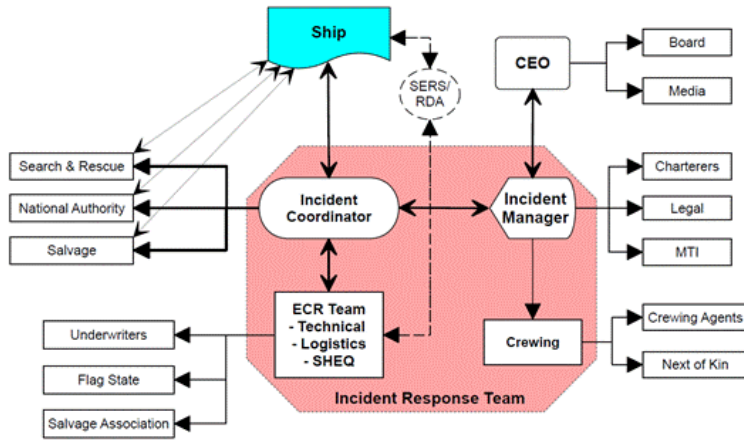 Ship
SERS/
RDA
CEO
Board
Media
Search & Rescue
National Authority
Salvage
Incident
Coordinator
Incident
Manager
Charterers
Legal
MTI
ECR Team
- Technical
- Logistics
- SHEQ
Crewing
Crewing Agents
Next of Kin
Underwriters
Flag State
Salvage Association
Incident Response Team